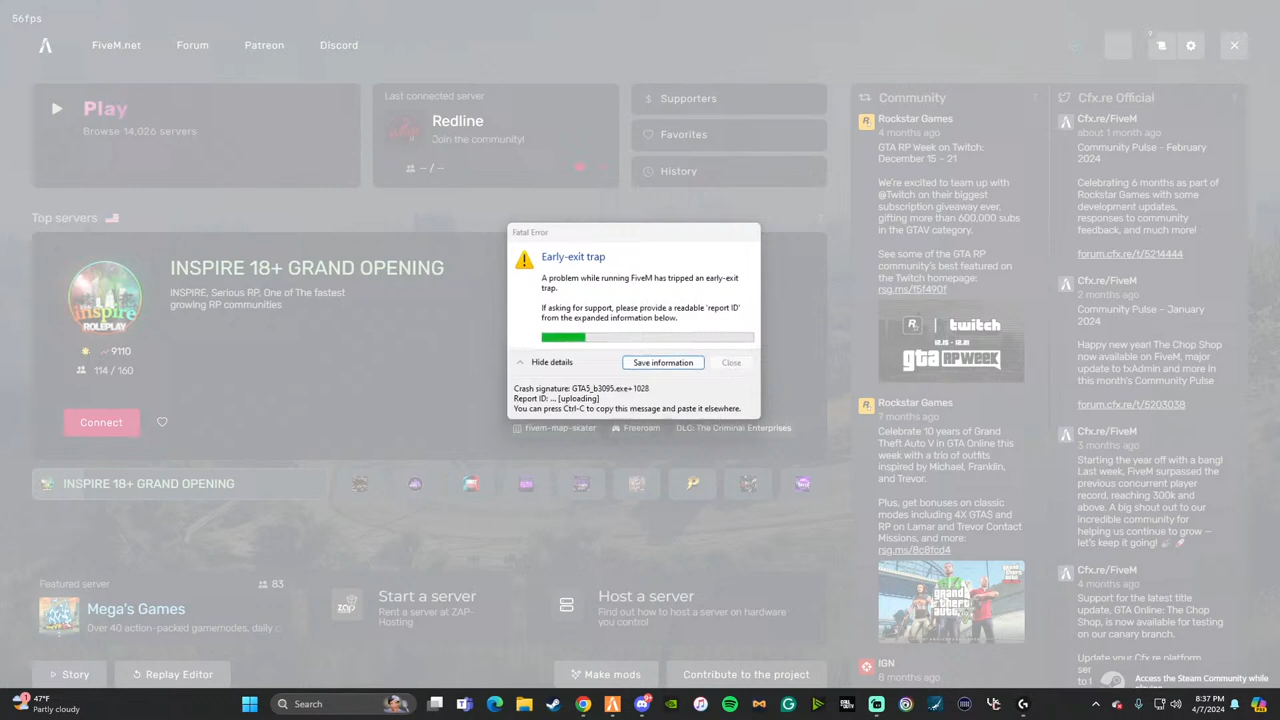 56fps
FiveM.net Forum Patreon Discord
9
Play
Browse 14,026 servers
Last connected server
Redline
Join the community!
-- / --
$ Supporters
Favorites
History
Top servers
INSPIRE 18+ GRAND OPENING
INSPIRE, Serious RP, One of The fastest
growing RP communities
inspire
ROLEPLAY
9110
114 / 160
Connect
fivem-map-skater Freeroam DLC: The Criminal Enterprises
INSPIRE 18+ GRAND OPENING
Featured server 83
Mega's Games
Over 40 action-packed gamemodes, daily c
ZAP
Start a server
Rent a server at ZAP-
Hosting
Host a server
Find out how to host a server on hardware
you control
Story Replay Editor Make mods Contribute to the project
Fatal Error
Early-exit trap
A problem while running FiveM has tripped an early-exit
trap.
If asking for support, please provide a readable 'report ID'
from the expanded information below.
Hide details Save information Close
Crash signature: GTA5_b3095.exe+1028
Report ID: ... [uploading]
You can press Ctrl-C to copy this message and paste it elsewhere.
Community
Rockstar Games
4 months ago
GTA RP Week on Twitch:
December 15 – 21
We're excited to team up with
@Twitch on their biggest
subscription giveaway ever,
gifting more than 600,000 subs
in the GTAV category.
See some of the GTA RP
community's best featured on
the Twitch homepage:
rsg.ms/f5f490f
R twitch
12.15 - 12.21
gta RP WEEK
Rockstar Games
7 months ago
Celebrate 10 years of Grand
Theft Auto V in GTA Online this
week with a trio of outfits
inspired by Michael, Franklin,
and Trevor.
Plus, get bonuses on classic
modes including 4X GTA$ and
RP on Lamar and Trevor Contact
Missions, and more:
rsg.ms/8c8fcd4
grand
theft
auto
IGN
8 months ago
Cfx.re Official
Cfx.re/FiveM
about 1 month ago
Community Pulse - February
2024
Celebrating 6 months as part of
Rockstar Games with some
development updates,
responses to community
feedback, and much more!
forum.cfx.re/t/5214444
Cfx.re/FiveM
2 months ago
Community Pulse - January
2024
Happy new year! The Chop Shop
now available on FiveM, major
update to txAdmin and more in
this month's Community Pulse
forum.cfx.re/t/5203038
Cfx.re/FiveM
3 months ago
Starting the year off with a bang!
Last week, FiveM surpassed the
previous concurrent player
record, reaching 300k and
above. A big shout out to our
incredible community for
helping us continue to grow —
let's keep it going!
Cfx.re/FiveM
4 months ago
Support for the latest title
update, GTA Online: The Chop
Shop, is now available for testing
on our canary branch.
Update your Cfx.re platform
Access the Steam Community while
1
47°F
Partly cloudy
Search
9+
8:37 PM
4/7/2024